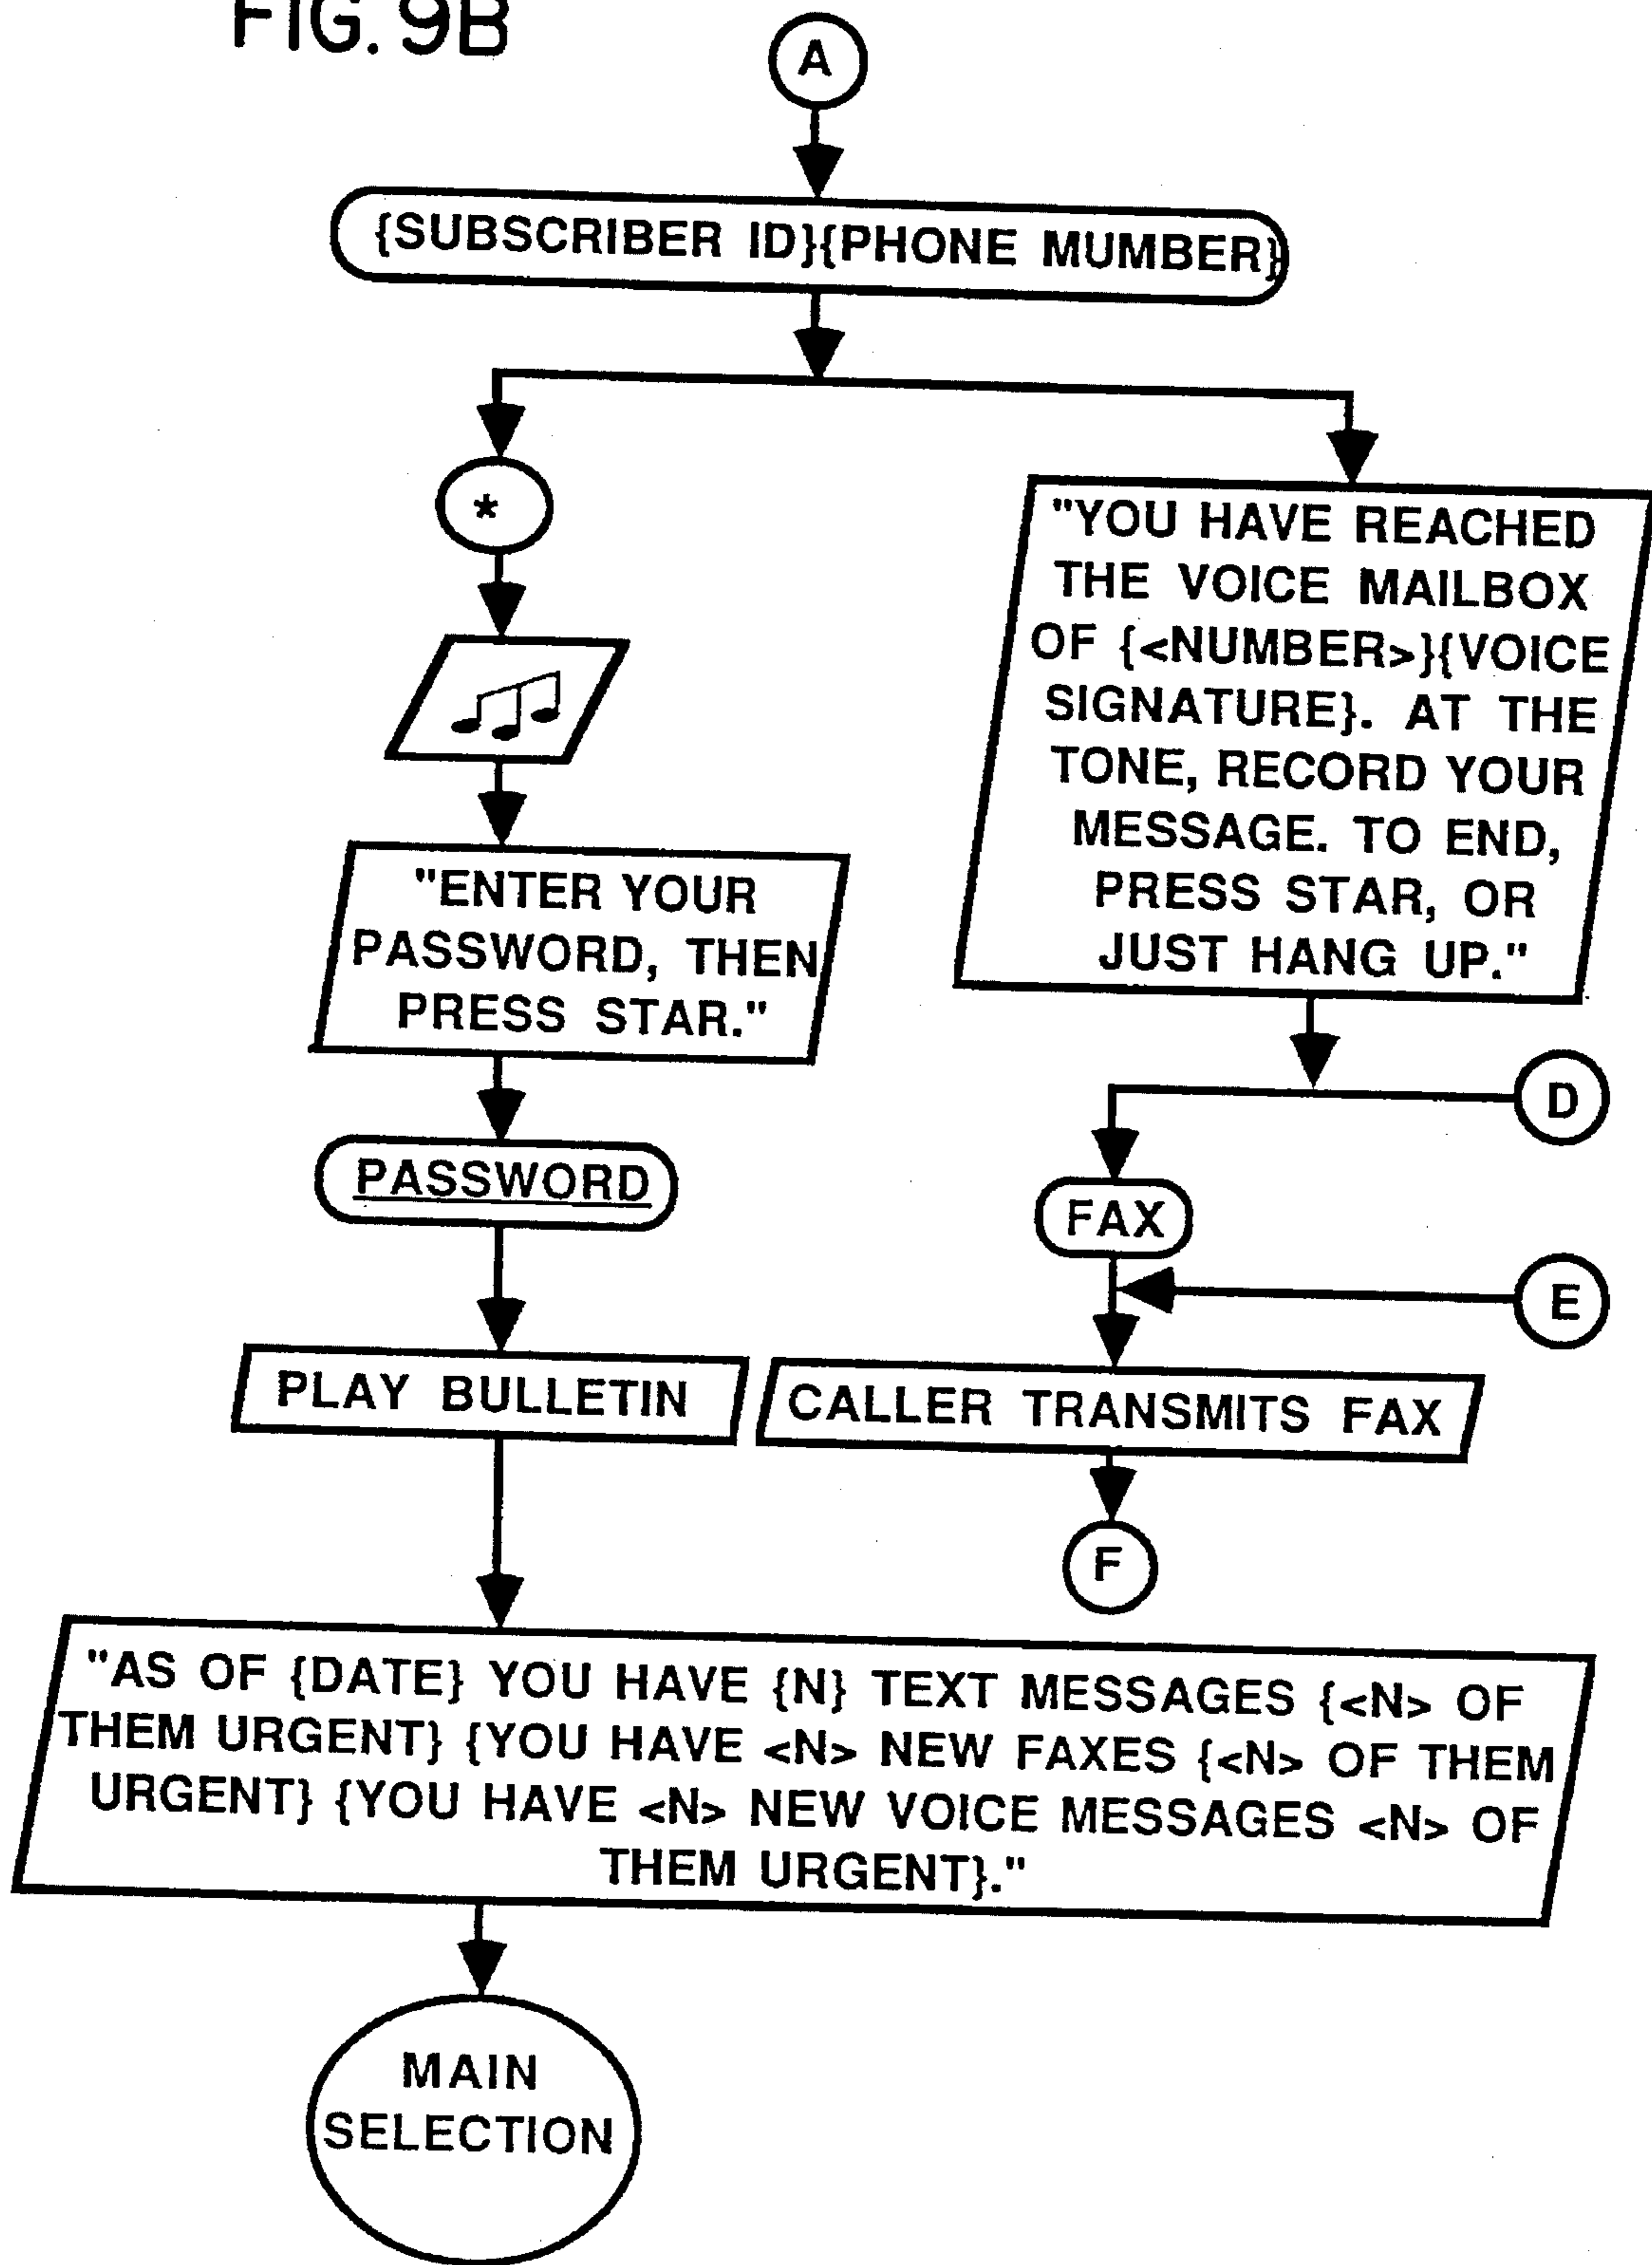 FIG. 9B
A
{SUBSCRIBER ID}{PHONE MUMBER}
*
"ENTER YOUR
PASSWORD, THEN
PRESS STAR."
PASSWORD
PLAY BULLETIN
"YOU HAVE REACHED
THE VOICE MAILBOX
OF {<NUMBER>}{VOICE
SIGNATURE}. AT THE
TONE, RECORD YOUR
MESSAGE. TO END,
PRESS STAR, OR
JUST HANG UP."
D
FAX
E
CALLER TRANSMITS FAX
F
"AS OF {DATE} YOU HAVE {N} TEXT MESSAGES {<N> OF
THEM URGENT} {YOU HAVE <N> NEW FAXES {<N> OF THEM
URGENT} {YOU HAVE <N> NEW VOICE MESSAGES <N> OF
THEM URGENT}."
MAIN
SELECTION